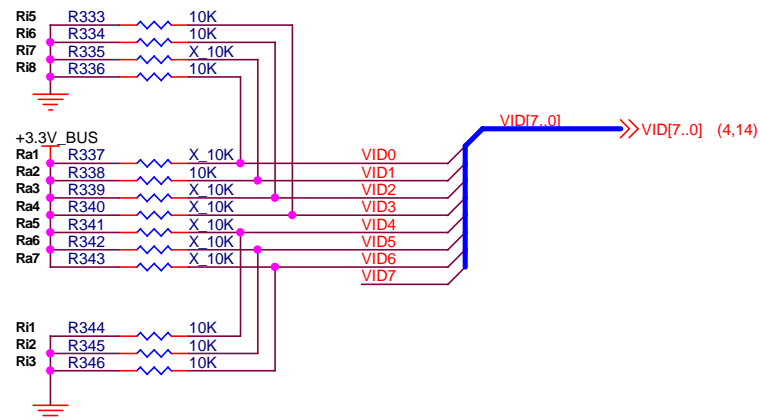 Ri5 R333 10K
Ri6 R334 10K
Ri7 R335 X_10K
Ri8 R336 10K
VID[7..0]
VID[7..0] (4,14)
+3.3V_BUS
Ra1 R337 X_10K VID0
Ra2 R338 10K VID1
Ra3 R339 X_10K VID2
Ra4 R340 X_10K VID3
Ra5 R341 X_10K VID4
Ra6 R342 X_10K VID5
Ra7 R343 X_10K VID6
VID7
Ri1 R344 10K
Ri2 R345 10K
Ri3 R346 10K